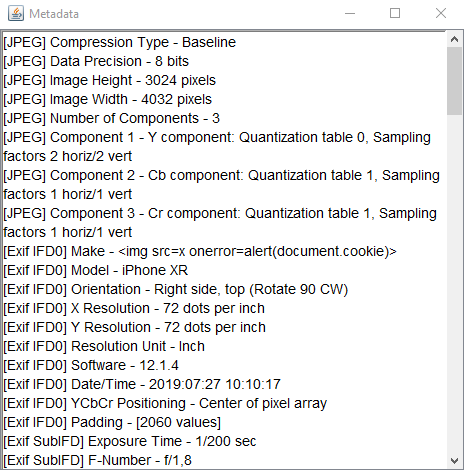 Metadata
[JPEG] Compression Type - Baseline
[JPEG] Data Precision - 8 bits
[JPEG] Image Height - 3024 pixels
[JPEG] Image Width - 4032 pixels
[JPEG] Number of Components - 3
[JPEG] Component 1 - Y component: Quantization table 0, Sampling
factors 2 horiz/2 vert
[JPEG] Component 2 - Cb component: Quantization table 1, Sampling
factors 1 horiz/1 vert
[JPEG] Component 3 - Cr component: Quantization table 1, Sampling
factors 1 horiz/1 vert
[Exif IFD0] Make - <img src=x onerror=alert(document.cookie)>
[Exif IFD0] Model - iPhone XR
[Exif IFD0] Orientation - Right side, top (Rotate 90 CW)
[Exif IFD0] X Resolution - 72 dots per inch
[Exif IFD0] Y Resolution - 72 dots per inch
[Exif IFD0] Resolution Unit - Inch
[Exif IFD0] Software - 12.1.4
[Exif IFD0] Date/Time - 2019:07:27 10:10:17
[Exif IFD0] YCbCr Positioning - Center of pixel array
[Exif IFD0] Padding - [2060 values]
[Exif SubIFD] Exposure Time - 1/200 sec
[Exif SubIFD] F-Number - f/1,8